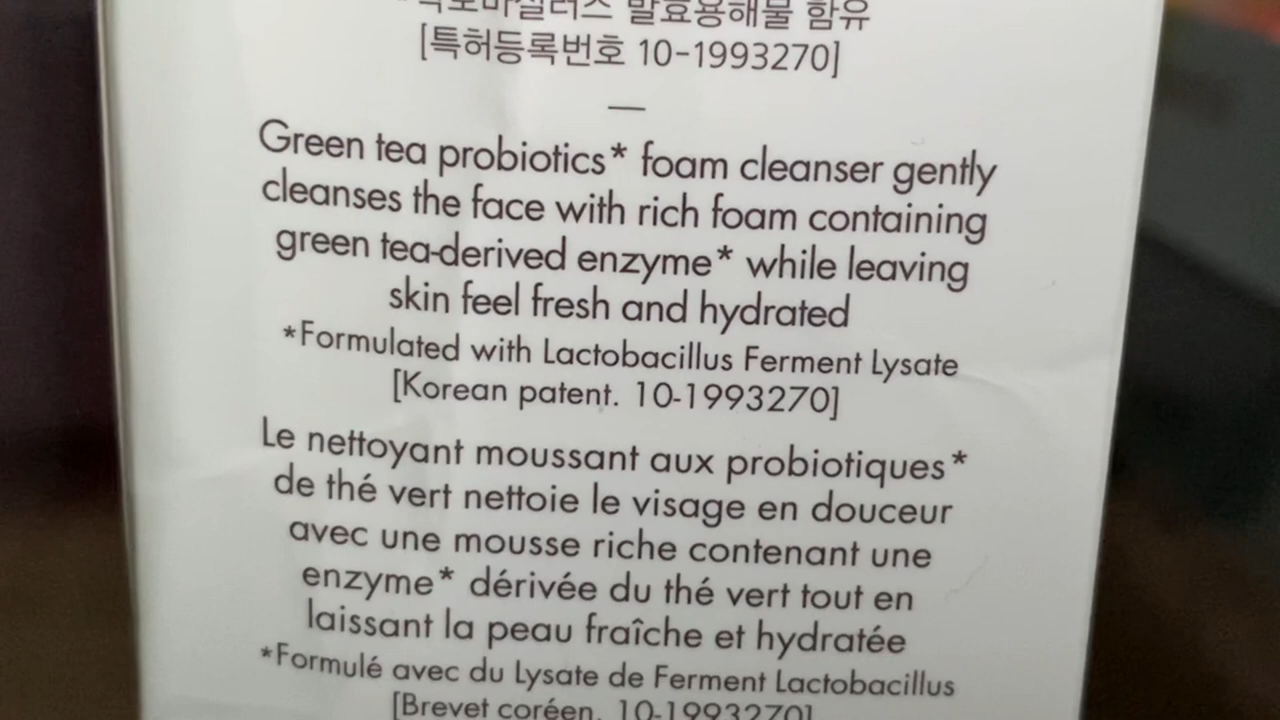 발효용해물 함유
[특허등록번호 10-1993270]
—
Green tea probiotics* foam cleanser gently
cleanses the face with rich foam containing
green tea-derived enzyme* while leaving
skin feel fresh and hydrated
*Formulated with Lactobacillus Ferment Lysate
[Korean patent. 10-1993270]
Le nettoyant moussant aux probiotiques*
de thé vert nettoie le visage en douceur
avec une mousse riche contenant une
enzyme* dérivée du thé vert tout en
laissant la peau fraîche et hydratée
*Formulé avec du Lysate de Ferment Lactobacillus
[Brevet coréen. 10-1993270]